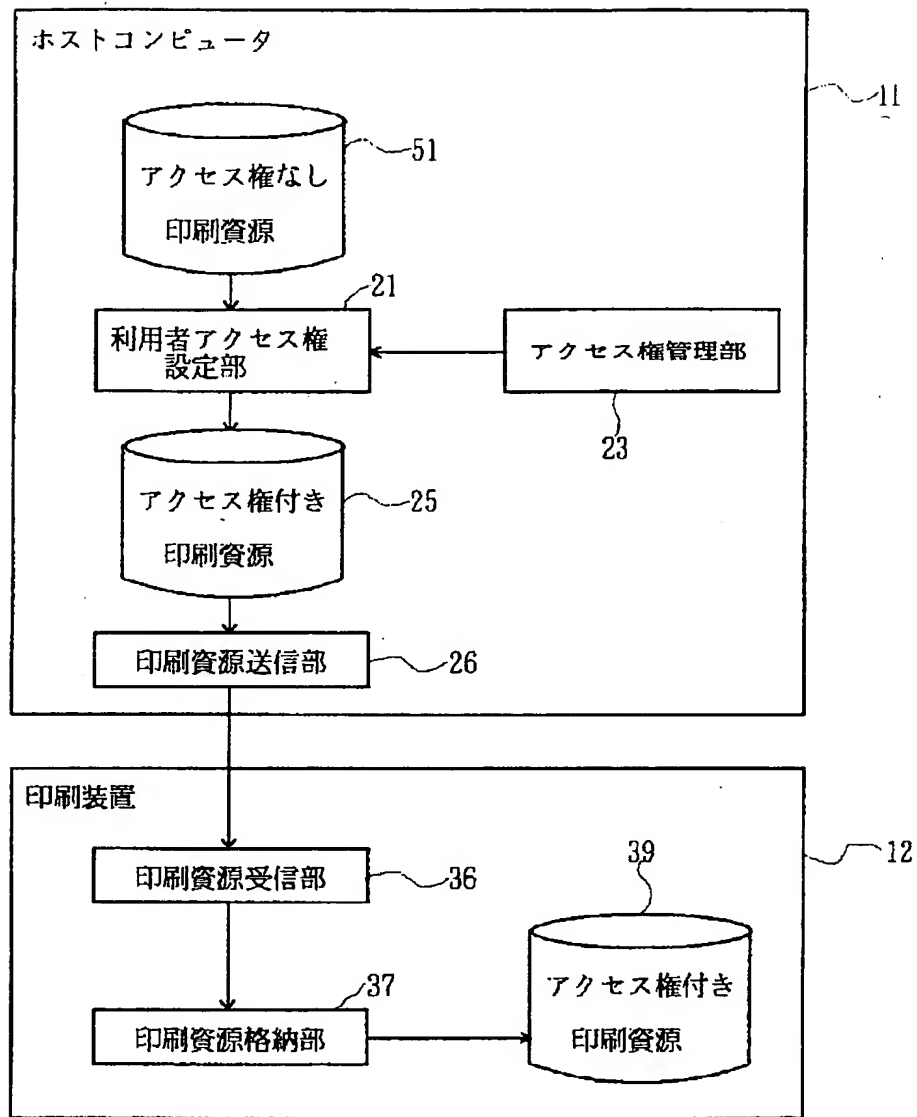 ホストコンピュータ
11
51
アクセス権なし
印刷資源
21
利用者アクセス権
設定部
アクセス権管理部
23
アクセス権付き
25
印刷資源
印刷資源送信部
26
印刷装置
12
印刷資源受信部
36
39
アクセス権付き
印刷資源
37
印刷資源格納部